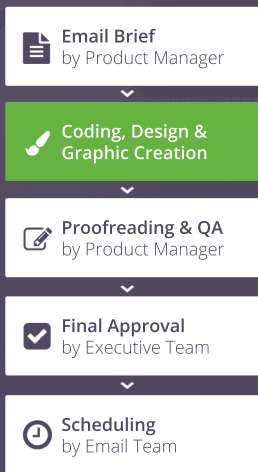 Email Brief
by Product Manager
Coding, Design &
Graphic Creation
Proofreading & QA
by Product Manager
Final Approval
by Executive Team
Scheduling
by Email Team